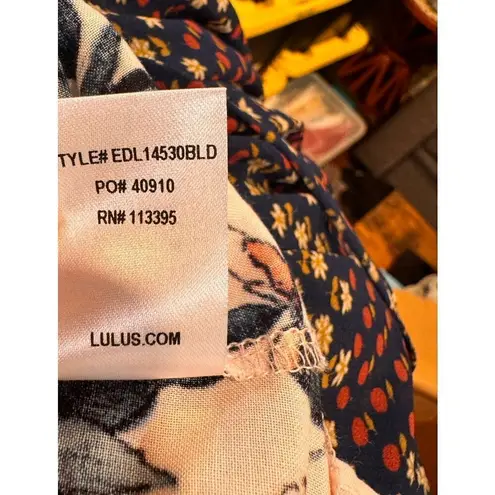 TYLE# EDL14530BLD
PO# 40910
RN# 113395
LULUS.COM